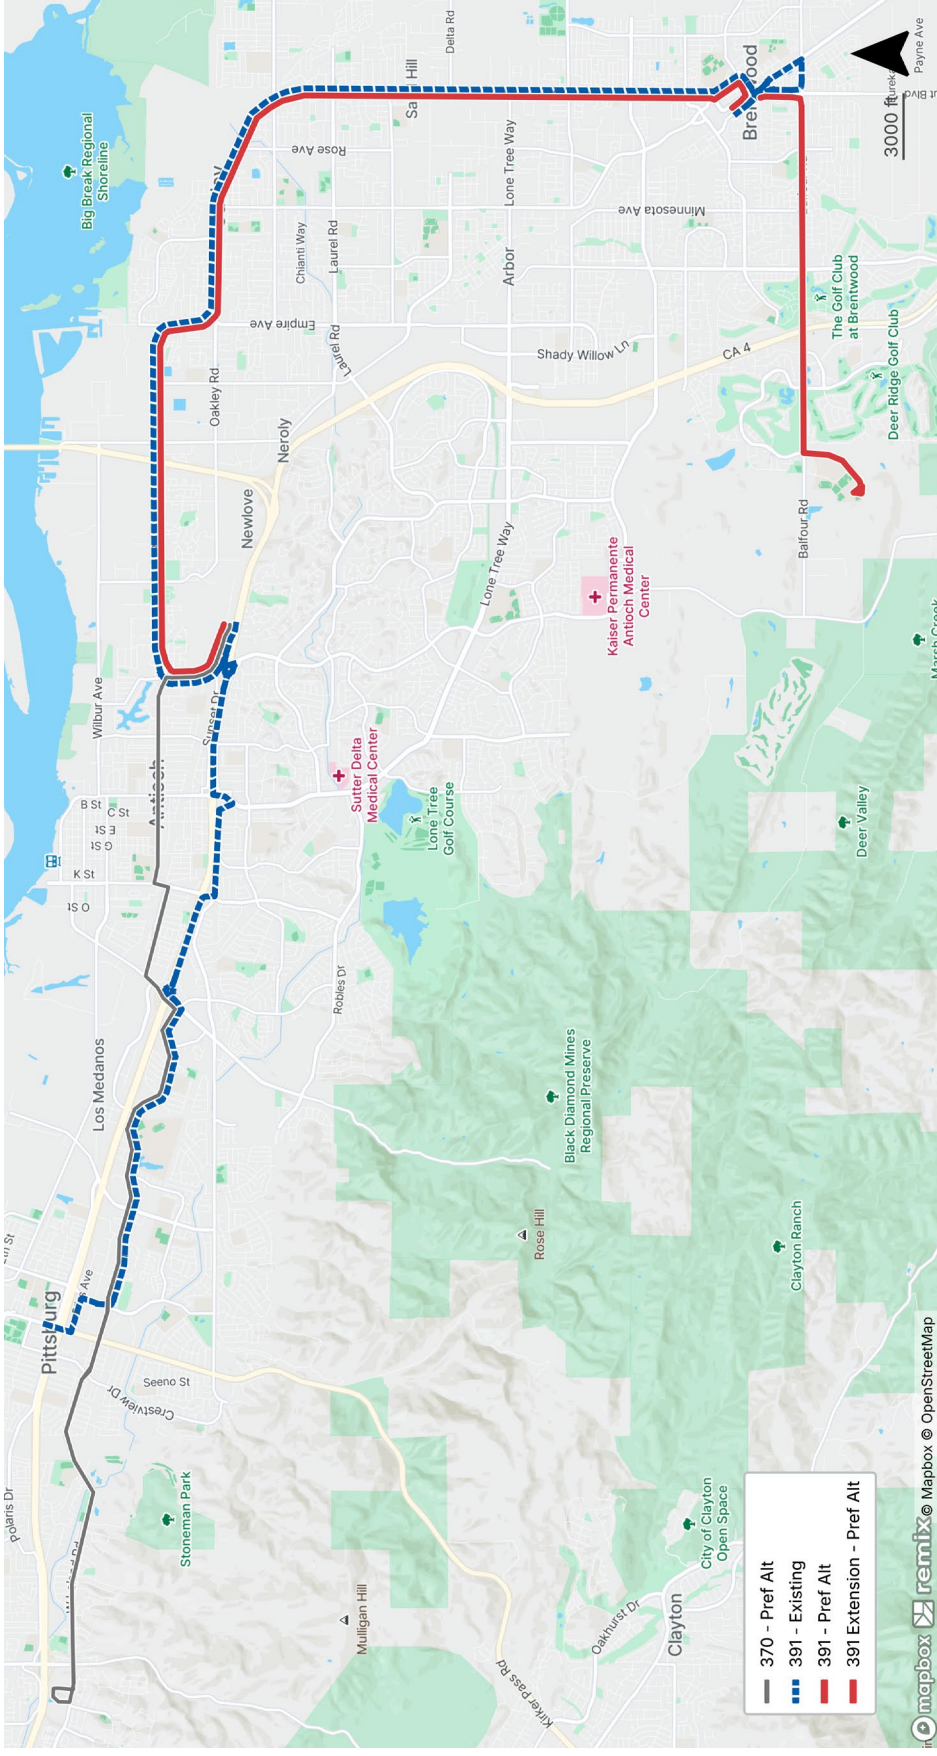 Polaris Dr
Pittsburg
Los Medanos
O St
K St
G St
E St
C St
B St
Wilbur Ave
Big Break Regional
Shoreline
Seeno St
Crestview Dr
Stoneman Park
Antioch
Sunset Dr
Oakley Rd
Newlove
Neroly
Empire Ave
Chianti Way
Laurel Rd
Laurel Rd
Rose Ave
Mulligan Hill
Robles Dr
Sutter Delta
Medical Center
Lone Tree
Golf Course
Delta Rd
Lone Tree Way
Lone Tree Way
Arbor
Kirker Pass Rd
Rose Hill
Black Diamond Mines
Regional Preserve
Shady Willow Ln
Kaiser Permanente
Antioch Medical
Center
Oakhurst Dr
Clayton
City of Clayton
Open Space
Minnesota Ave
CA 4
Brentwood
Clayton Ranch
Balfour Rd
Deer Valley
The Golf Club
at Brentwood
Deer Ridge Golf Club
Payne Ave
3000 ft
370 - Pref Alt
391 - Existing
391 - Pref Alt
391 Extension - Pref Alt
mapbox remix © Mapbox © OpenStreetMap